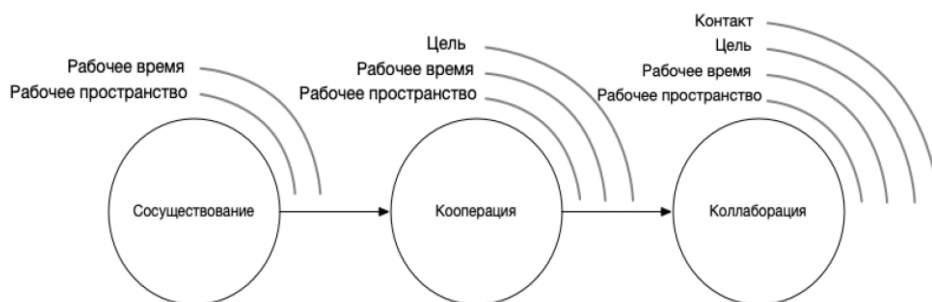 Рабочее время
Рабочее пространство
Сосуществование
Цель
Рабочее время
Рабочее пространство
Кооперация
Контакт
Цель
Рабочее время
Рабочее пространство
Коллаборация